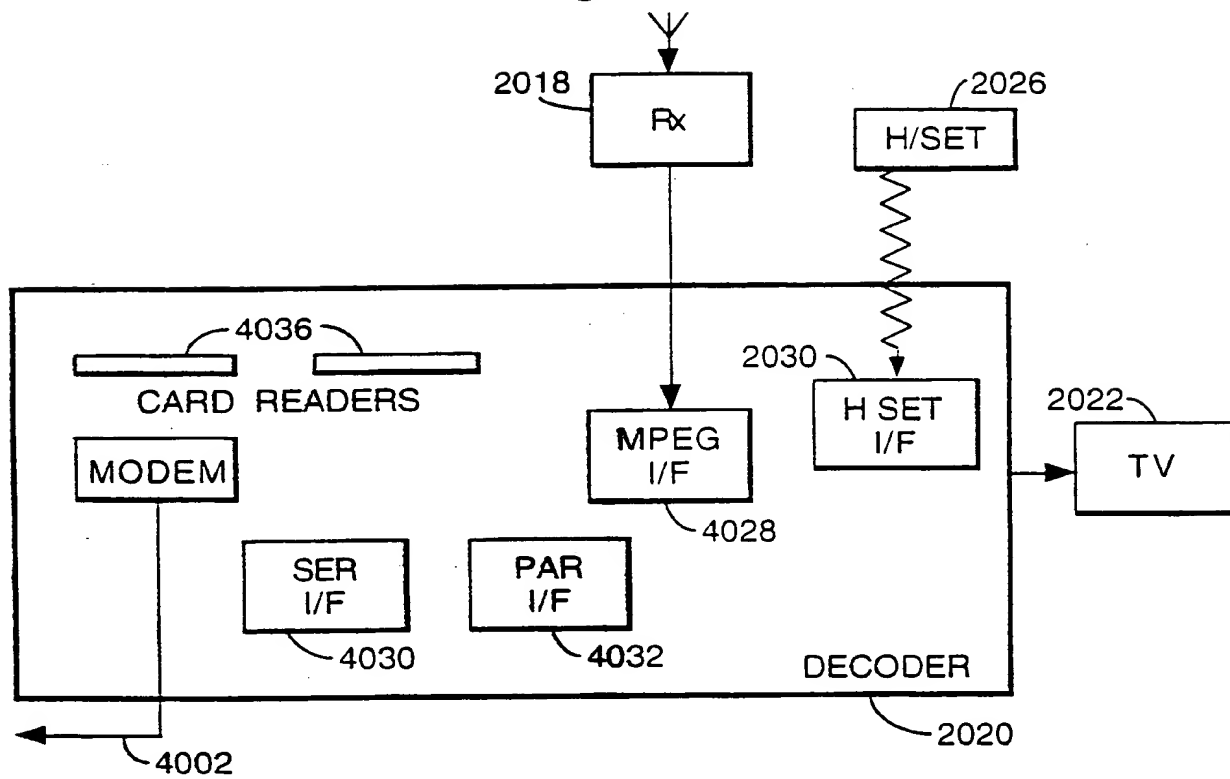 2018
Rx
2026
H/SET
4036
CARD READERS
2030
H SET
I/F
2022
TV
MODEM
MPEG
I/F
4028
SER
I/F
4030
PAR
I/F
4032
DECODER
2020
4002